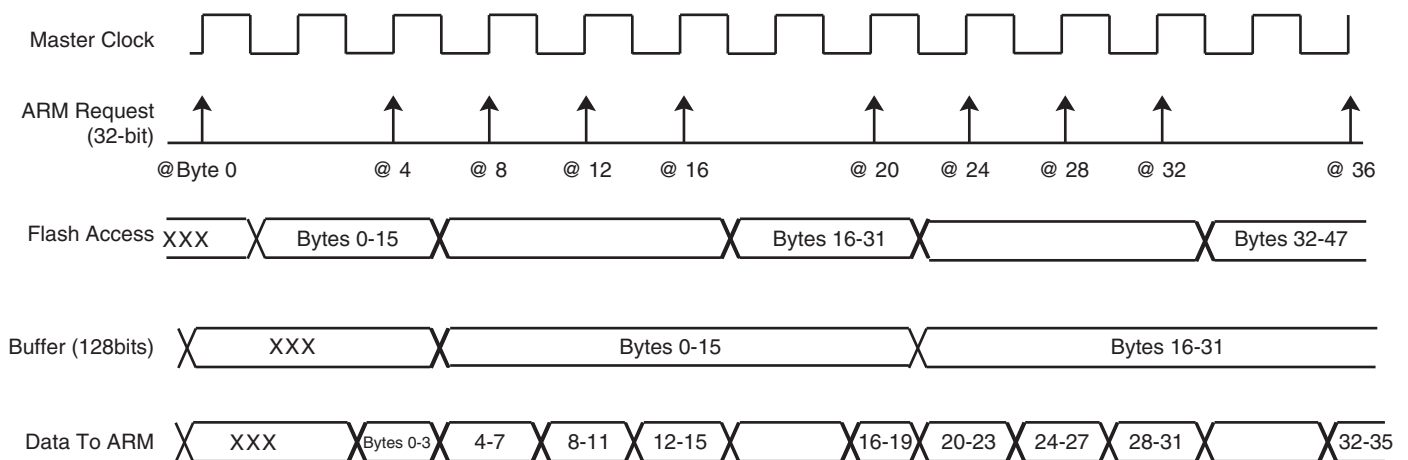 Master Clock
ARM Request
(32-bit)
@Byte 0
@ 4
@ 8
@ 12
@ 16
@ 20
@ 24
@ 28
@ 32
@ 36
Flash Access
XXX
Bytes 0-15
Bytes 16-31
Bytes 32-47
Buffer (128bits)
XXX
Bytes 0-15
Bytes 16-31
Data To ARM
XXX
Bytes 0-3
4-7
8-11
12-15
16-19
20-23
24-27
28-31
32-35